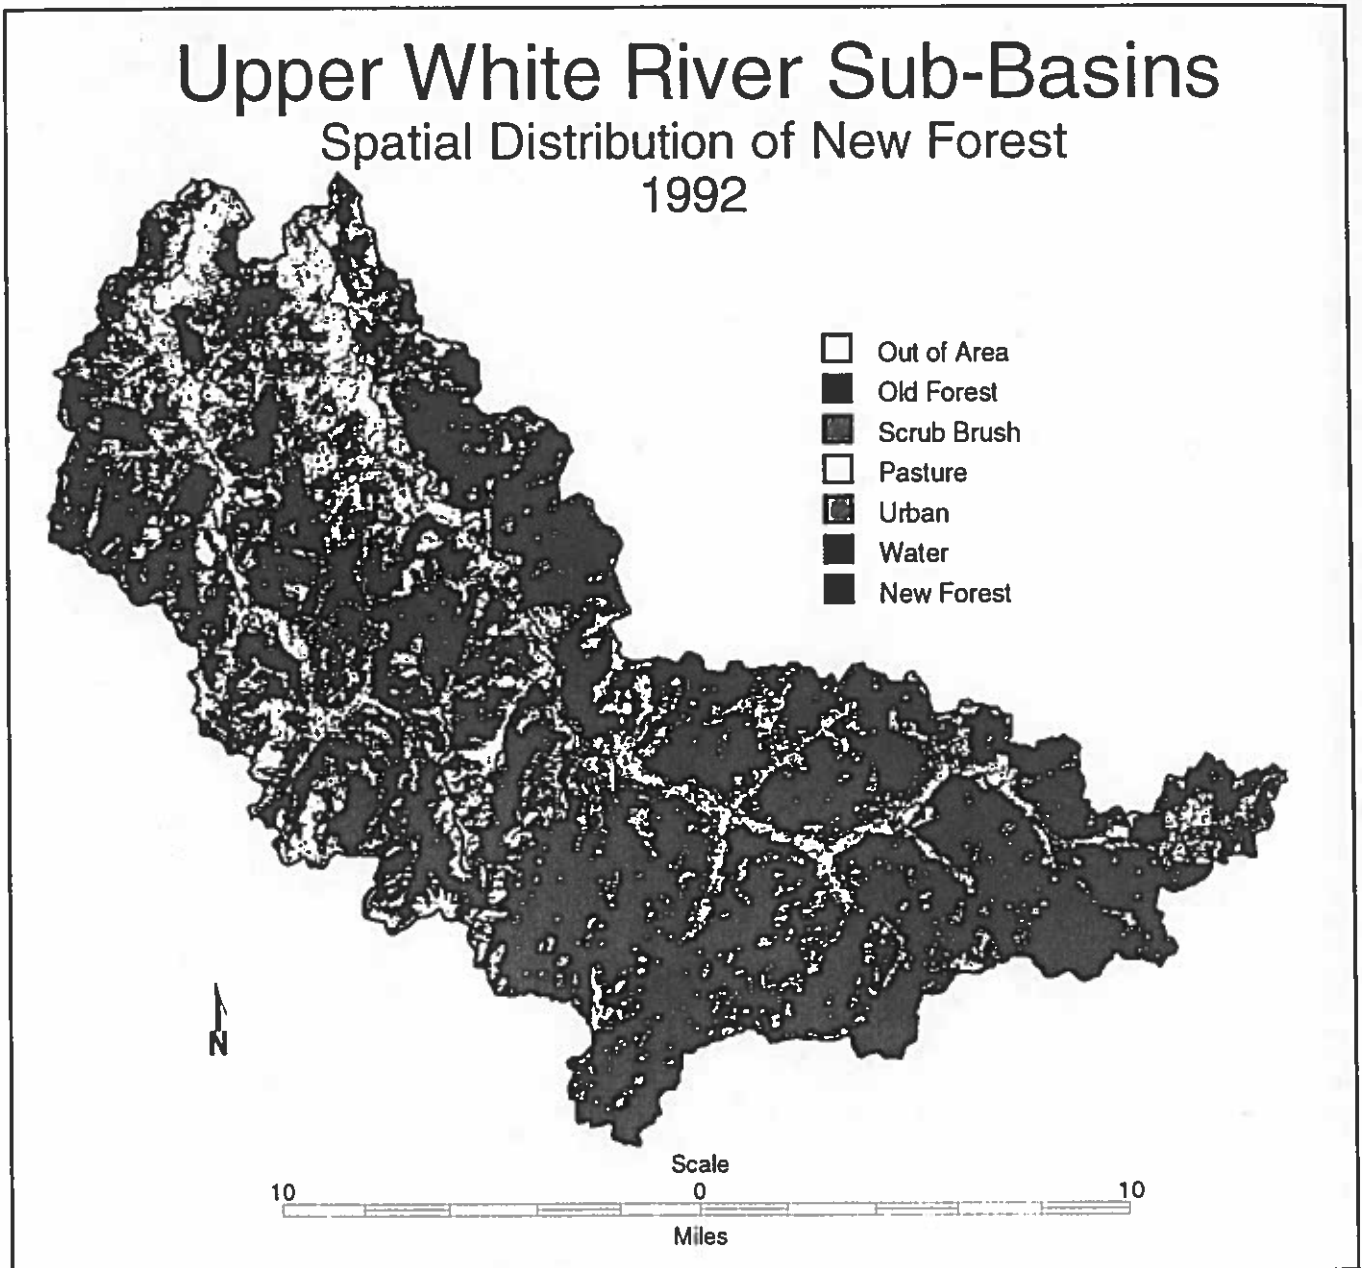 Upper White River Sub-Basins
Spatial Distribution of New Forest
1992
Out of Area
Old Forest
Scrub Brush
Pasture
Urban
Water
New Forest
N
Scale
10 0 10
Miles